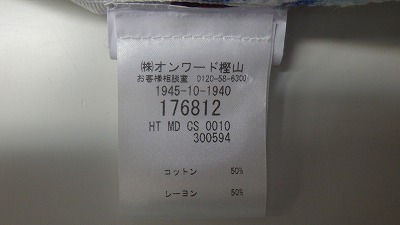 ㈱オンワード樫山
お客様相談室 0120-58-6300
1945-10-1940
176812
HT MD CS 0010
300594
コットン 50%
レーヨン 50%